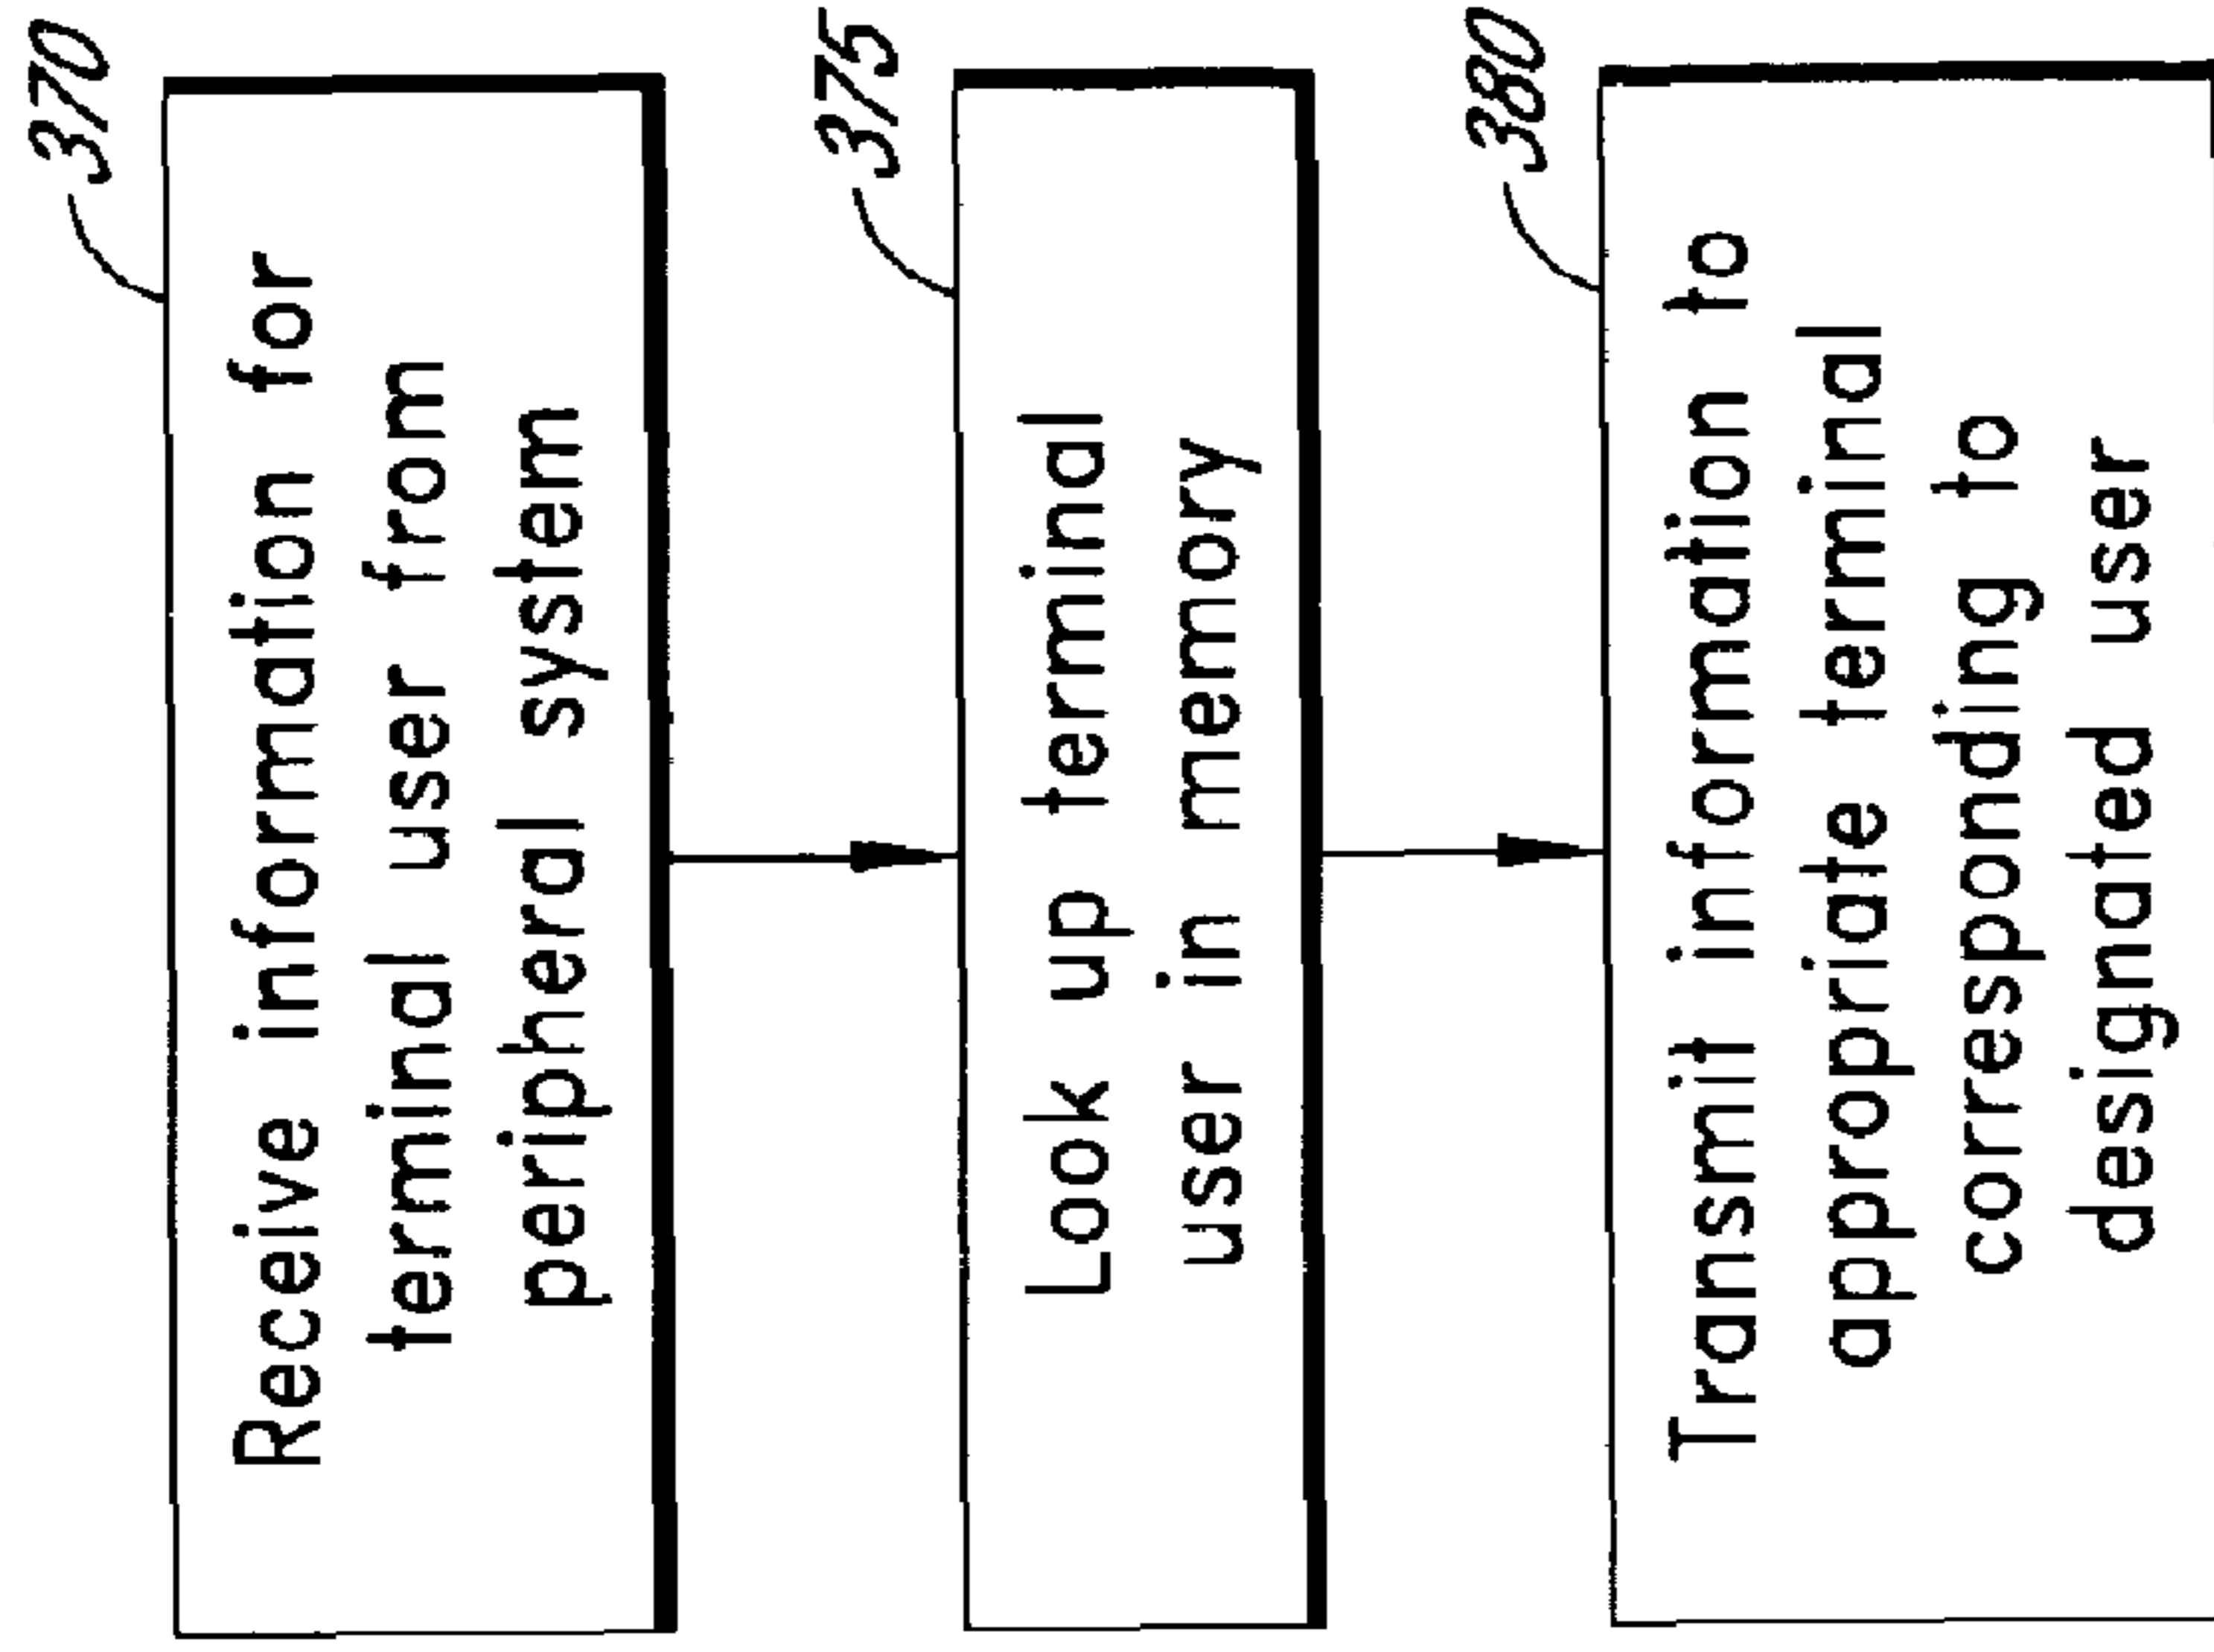 370
Receive information for
terminal user from
peripheral system
375
Look up terminal
user in memory
380
Transmit information to
appropriate terminal
corresponding to
designated user